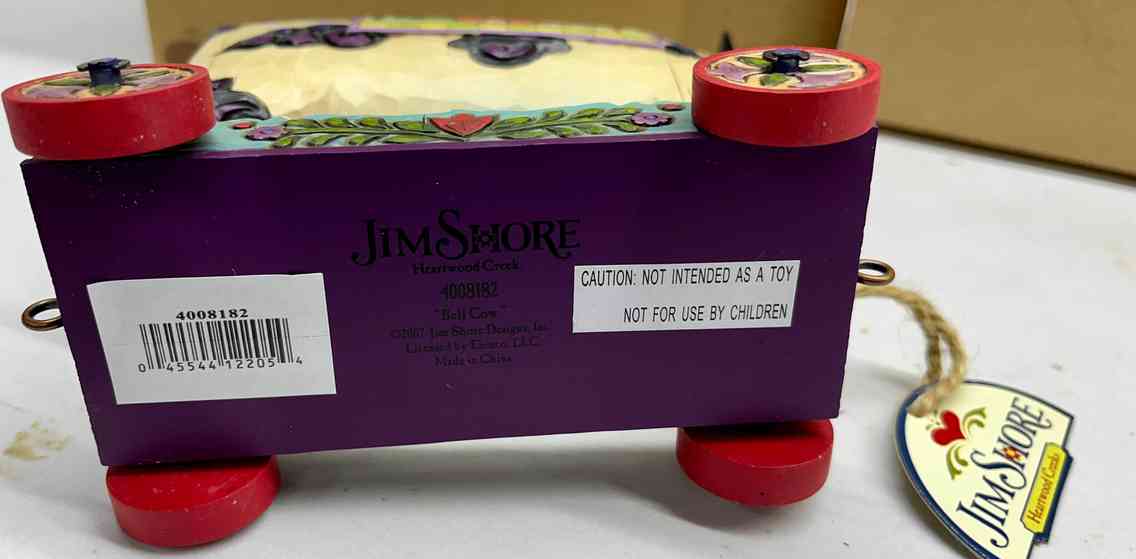 JIM SHORE
Heartwood Creek
4008182
"Bell Cow"
©2007 Jim Shore Designs, Inc.
Licensed by Enesco, LLC
Made in China
4008182
0 45544 12205 4
CAUTION: NOT INTENDED AS A TOY
NOT FOR USE BY CHILDREN
JIM SHORE
Heartwood Creek